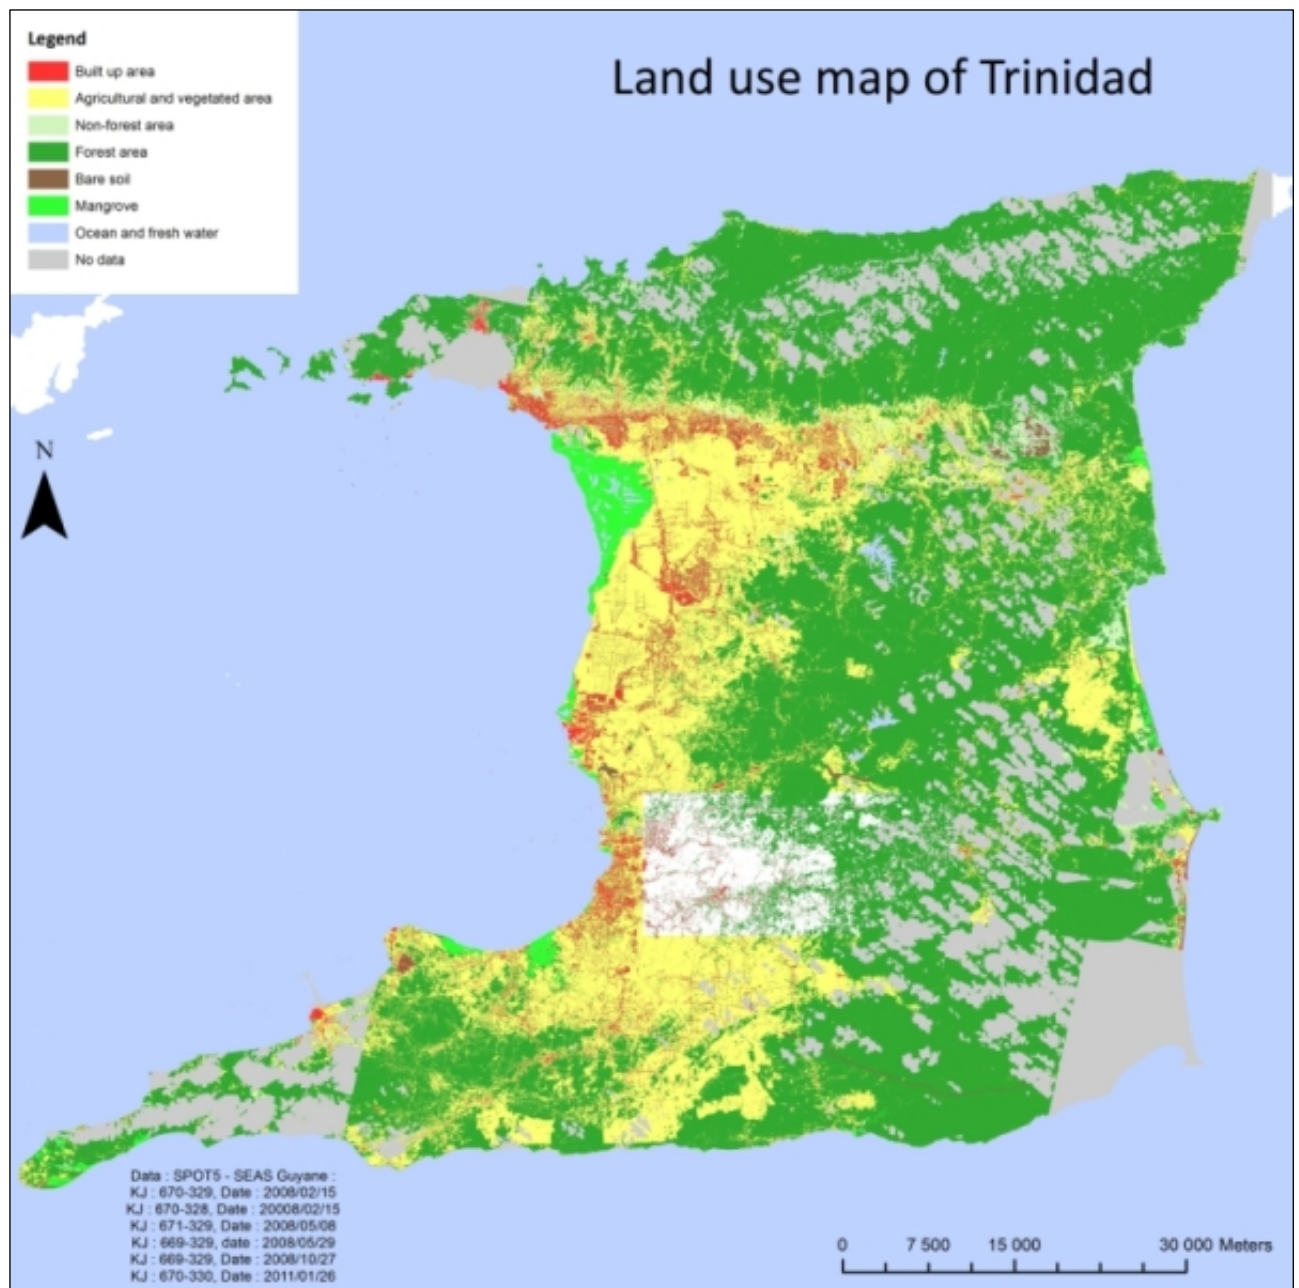 Legend
Built up area
Agricultural and vegetated area
Non-forest area
Forest area
Bare soil
Mangrove
Ocean and fresh water
No data
Land use map of Trinidad
N
Data : SPOT5 - SEAS Guyane :
KJ : 670-329, Date : 2008/02/15
KJ : 670-328, Date : 20008/02/15
KJ : 671-329, Date : 2008/05/08
KJ : 669-329, date : 2008/05/29
KJ : 669-329, Date : 2008/10/27
KJ : 670-330, Date : 2011/01/26
0 7 500 15 000 30 000 Meters